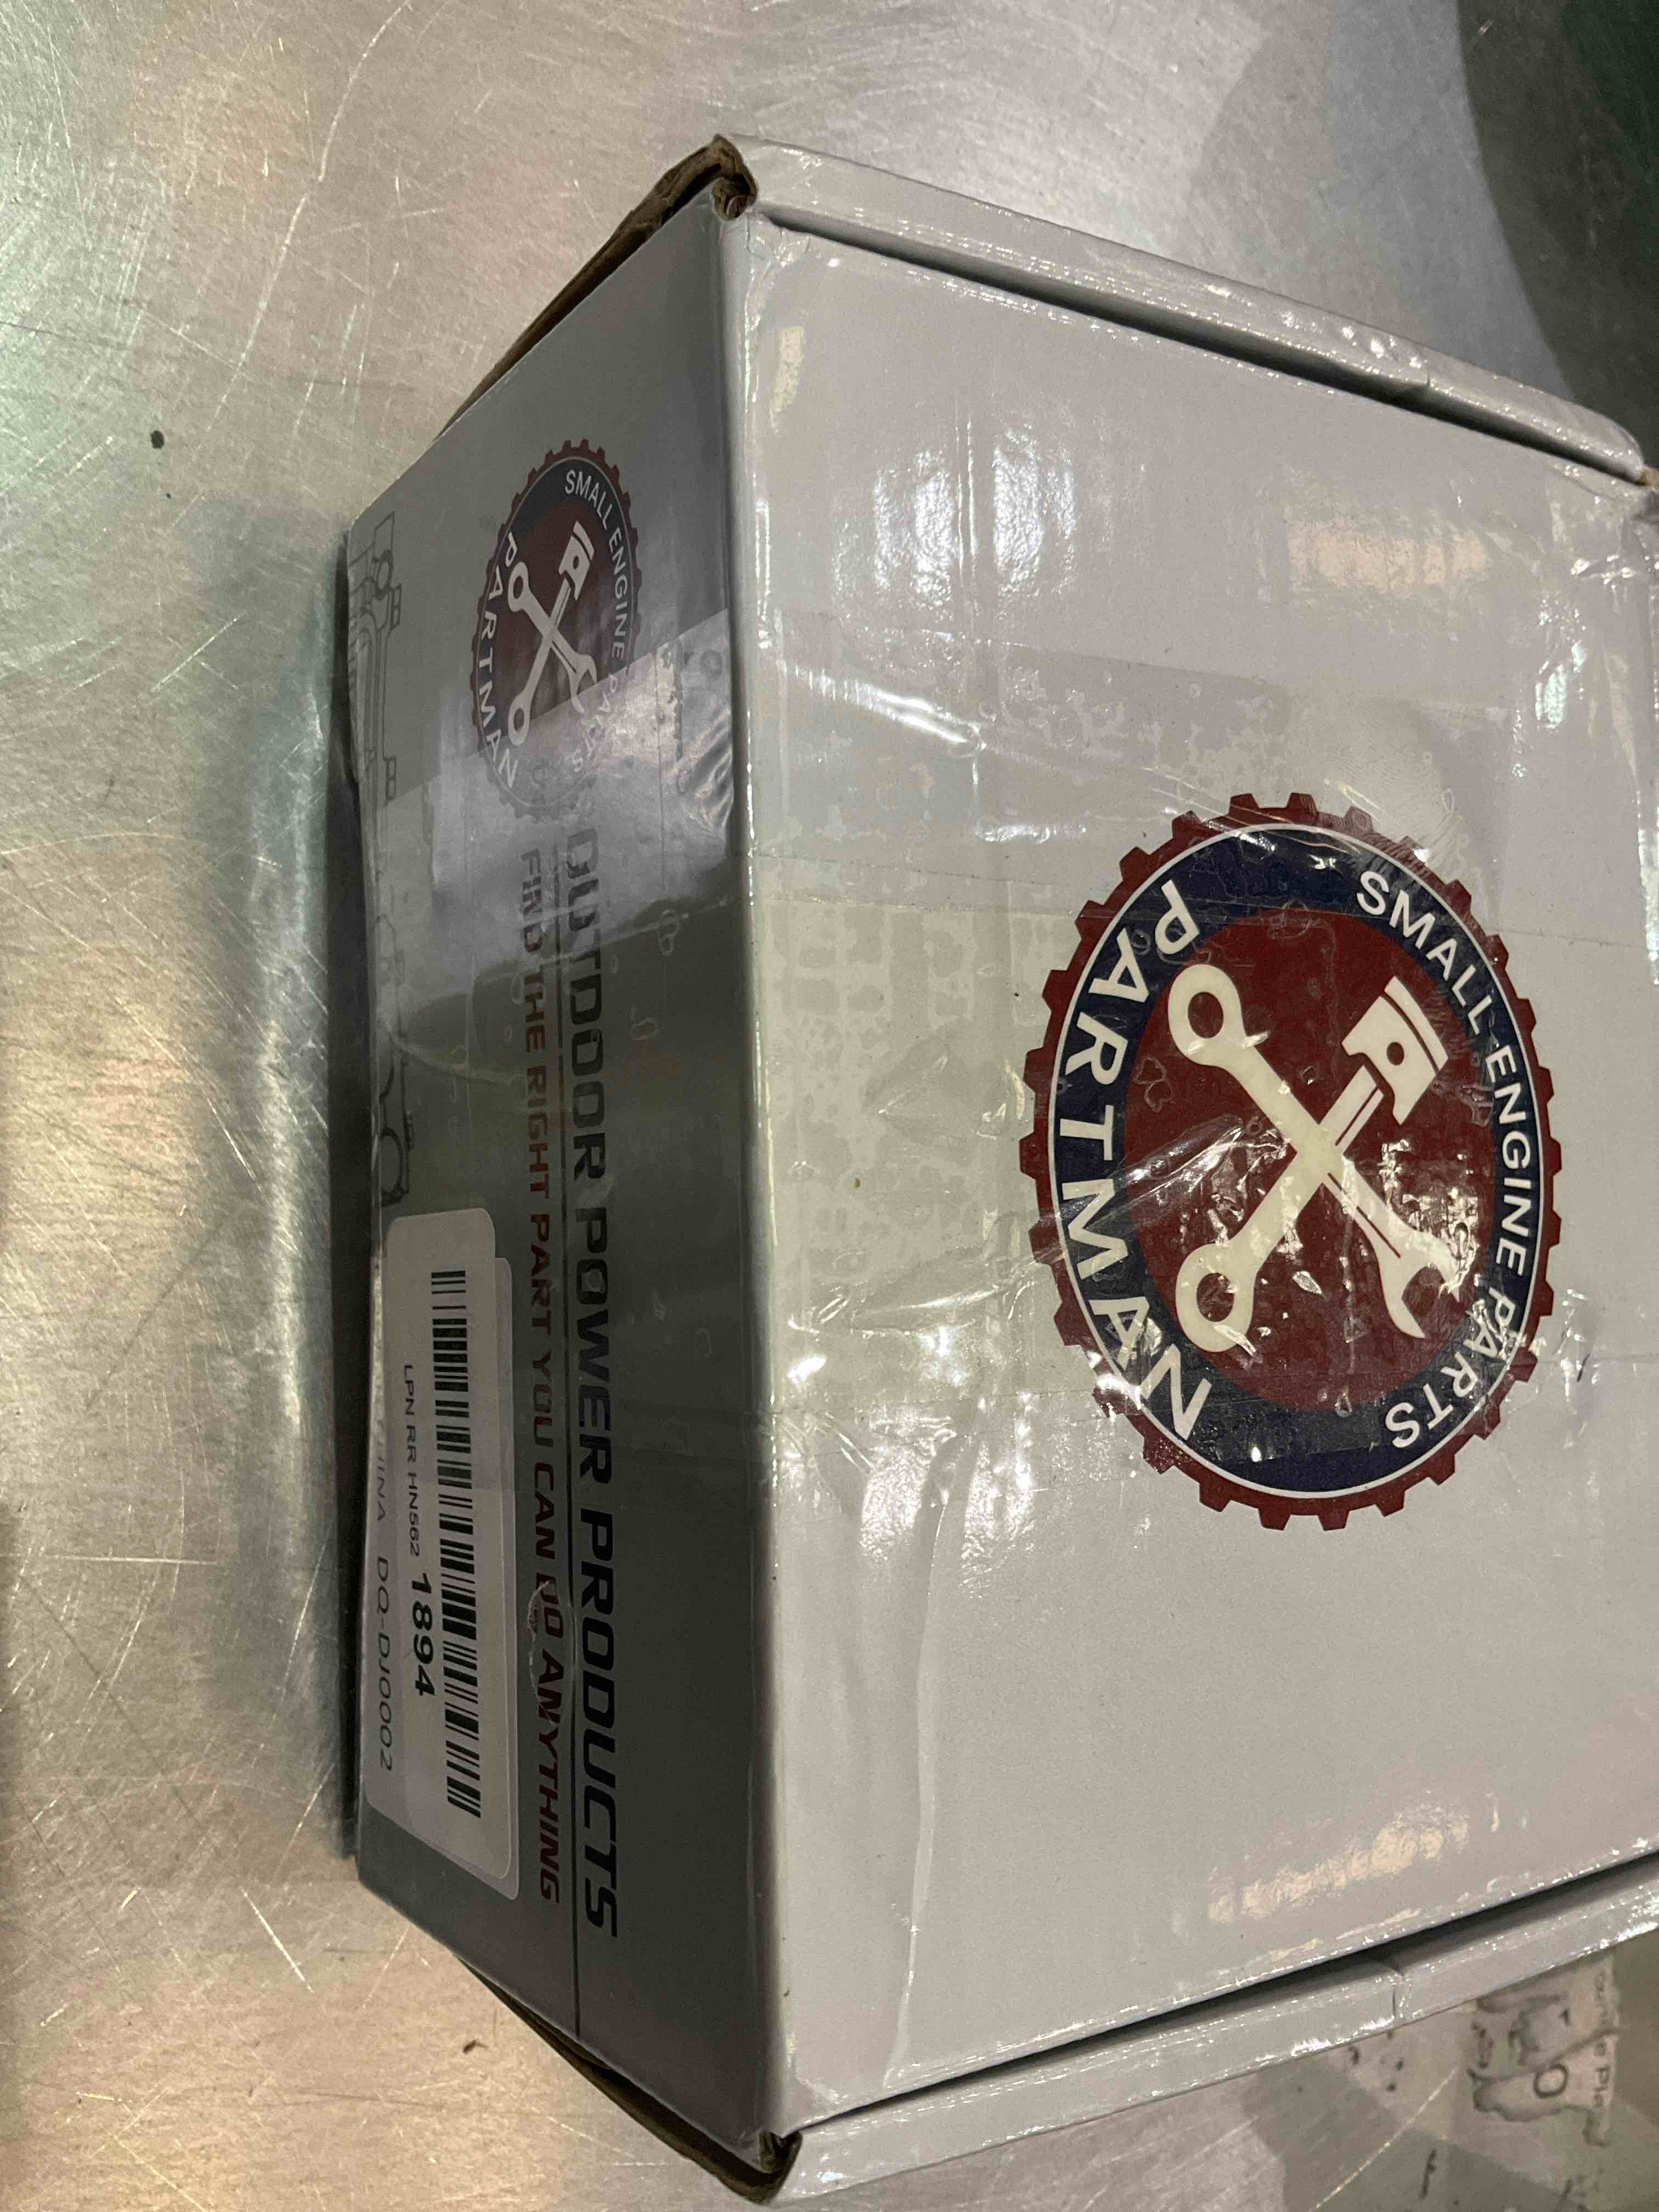 SMALL ENGINE PARTS
PARTMAN
SMALL ENGINE PARTS
PARTMAN
OUTDOOR POWER PRODUCTS
FIND THE RIGHT PART YOU CAN DO ANYTHING
LPN RR HN562 1894
DQ-DJ0002